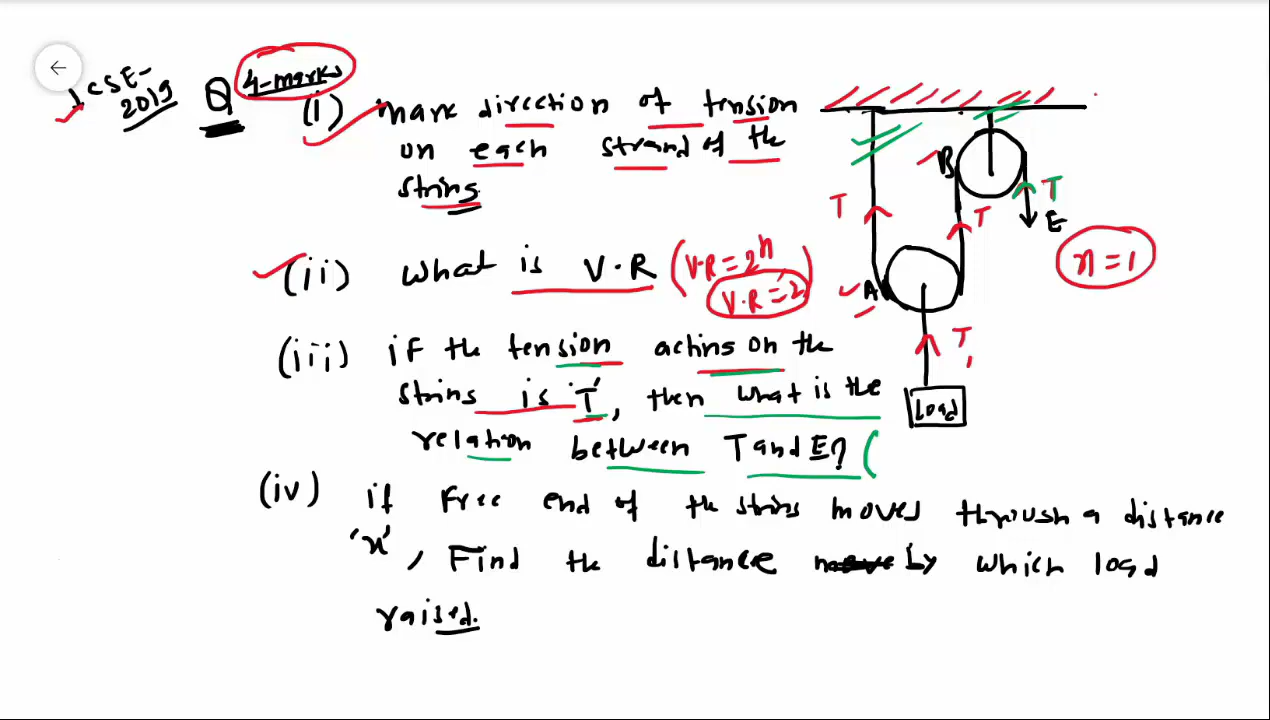 ICSE-
2019
Q
4-marks
(i) mark direction of tension
on each strand of the
string
(ii) what is V.R (V.R = 2ⁿ
V.R = 2)
(iii) if the tension acting on the
string is 'T', then what is the
relation between T and E? (
(iv) if Free end of the string moves through a distance
'x', Find the distance by which load
raised.
B
T
T
T
E
n = 1
A
T
Load